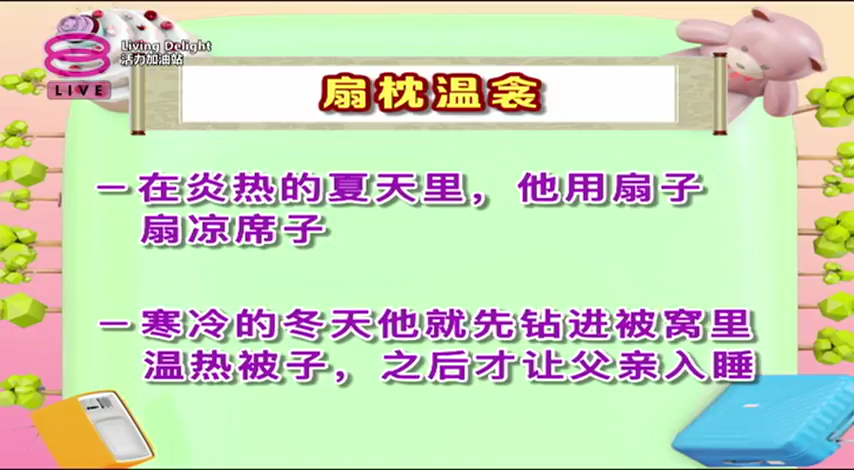 Living Delight
活力加油站
LIVE
扇枕温衾
– 在炎热的夏天里，他用扇子
扇凉席子
– 寒冷的冬天他就先钻进被窝里
温热被子，之后才让父亲入睡